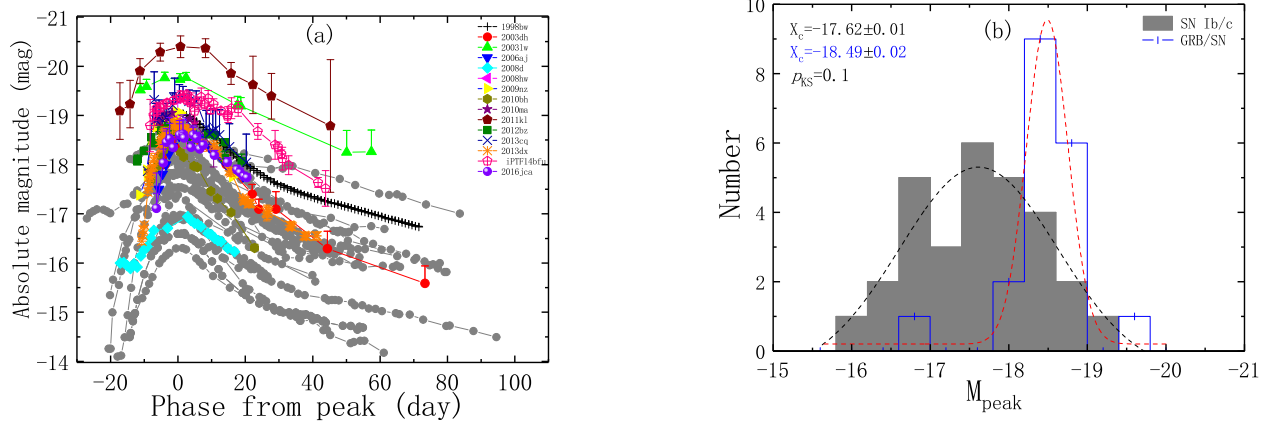 (a)
Absolute magnitude (mag)
-21
-20
-19
-18
-17
-16
-15
-14
-20 0 20 40 60 80 100
Phase from peak (day)
1998bw
2003dh
2003lw
2006aj
2008d
2008hw
2009nz
2010bh
2010ma
2011kl
2012bz
2013cq
2013dx
iPTF14bfu
2016jca
(b)
X_c=-17.62±0.01
X_c=-18.49±0.02
p_KS=0.1
SN Ib/c
GRB/SN
Number
10
8
6
4
2
0
-15 -16 -17 -18 -19 -20 -21
M_peak